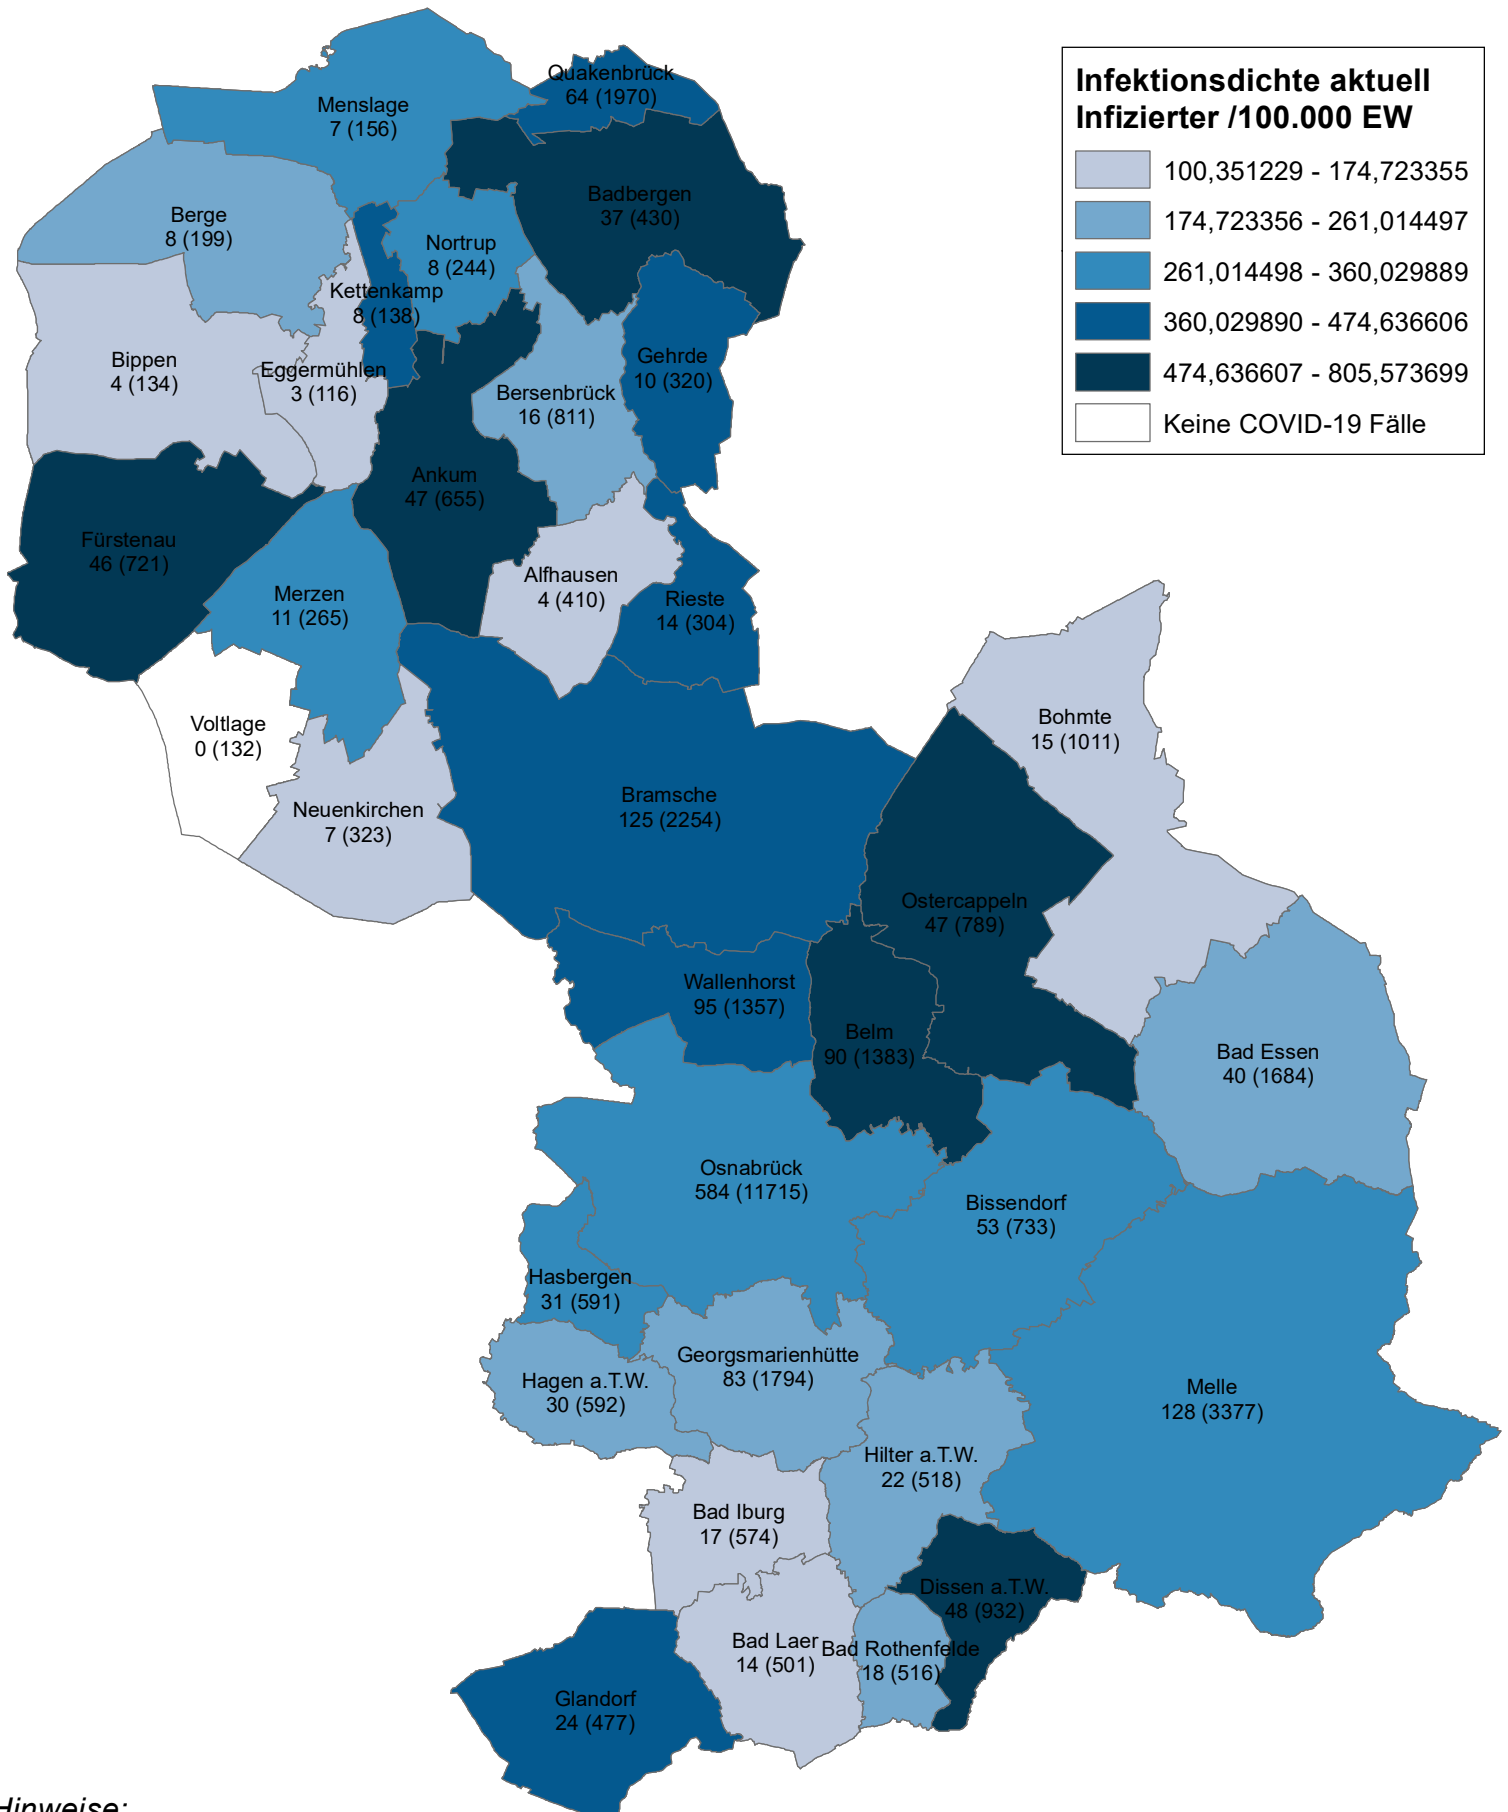 Infektionsdichte aktuell
Infizierter /100.000 EW
100,351229 - 174,723355
174,723356 - 261,014497
261,014498 - 360,029889
360,029890 - 474,636606
474,636607 - 805,573699
Keine COVID-19 Fälle
Quakenbrück
64 (1970)
Menslage
7 (156)
Badbergen
37 (430)
Berge
8 (199)
Nortrup
8 (244)
Kettenkamp
8 (138)
Bippen
4 (134)
Eggermühlen
3 (116)
Gehrde
10 (320)
Bersenbrück
16 (811)
Ankum
47 (655)
Fürstenau
46 (721)
Alfhausen
4 (410)
Merzen
11 (265)
Rieste
14 (304)
Voltlage
0 (132)
Bohmte
15 (1011)
Neuenkirchen
7 (323)
Bramsche
125 (2254)
Ostercappeln
47 (789)
Wallenhorst
95 (1357)
Belm
90 (1383)
Bad Essen
40 (1684)
Osnabrück
584 (11715)
Bissendorf
53 (733)
Hasbergen
31 (591)
Georgsmarienhütte
83 (1794)
Hagen a.T.W.
30 (592)
Melle
128 (3377)
Hilter a.T.W.
22 (518)
Bad Iburg
17 (574)
Dissen a.T.W.
48 (932)
Bad Laer
14 (501)
Bad Rothenfelde
18 (516)
Glandorf
24 (477)
Hinweise: